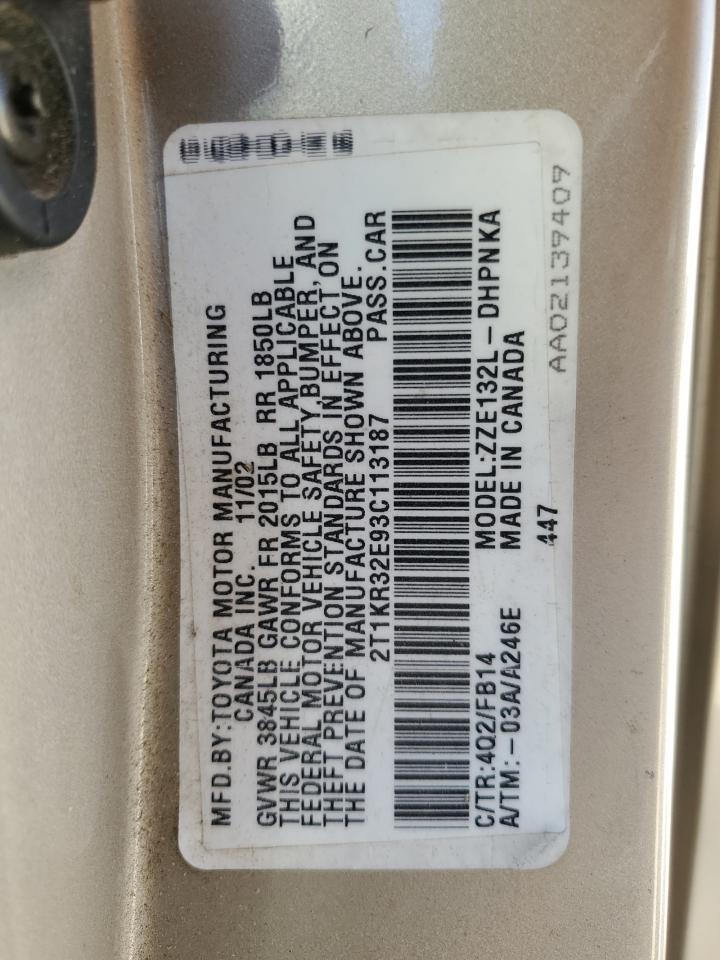 MFD.BY:TOYOTA MOTOR MANUFACTURING
CANADA INC. 11/02
GVWR 3845LB GAWR FR 2015LB RR 1850LB
THIS VEHICLE CONFORMS TO ALL APPLICABLE
FEDERAL MOTOR VEHICLE SAFETY,BUMPER, AND
THEFT PREVENTION STANDARDS IN EFFECT ON
THE DATE OF MANUFACTURE SHOWN ABOVE.
2T1KR32E93C113187 PASS.CAR
C/TR:4Q2/FB14 MODEL:ZZE132L-DHPNKA
A/TM:-03A/A246E MADE IN CANADA
447
AA02139409